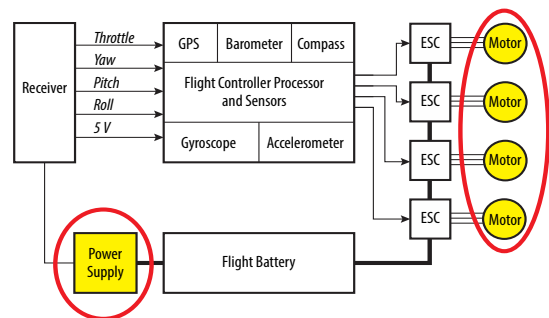 Receiver
Throttle
Yaw
Pitch
Roll
5 V
GPS
Barometer
Compass
Flight Controller Processor
and Sensors
Gyroscope
Accelerometer
ESC
Motor
ESC
Motor
ESC
Motor
ESC
Motor
Power
Supply
Flight Battery